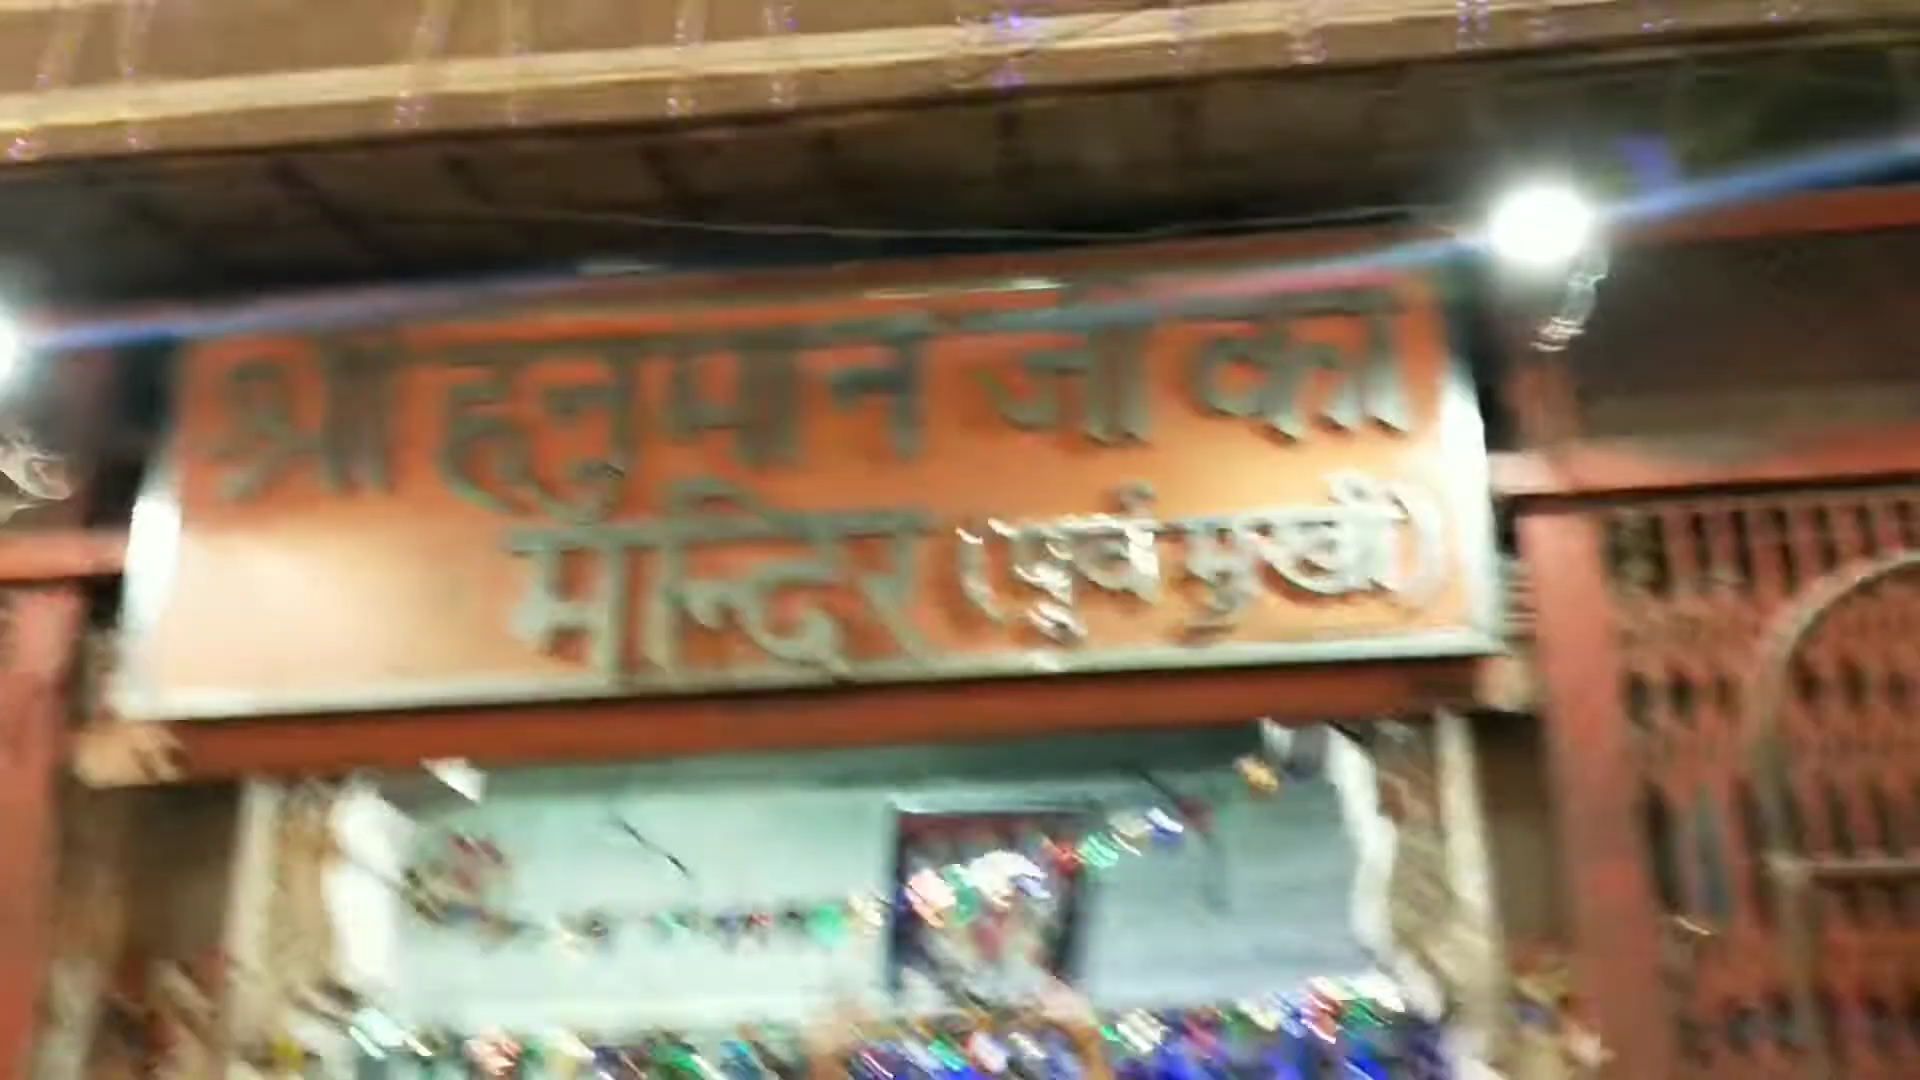 श्री हनुमान जी का
मन्दिर (पुर्व मुखी)